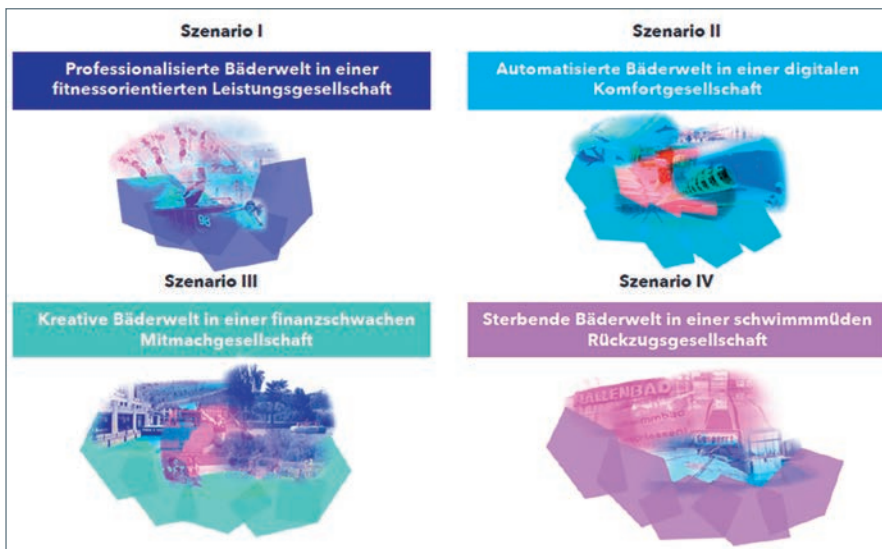 Szenario I
Professionalisierte Bäderwelt in einer
fitnessorientierten Leistungsgesellschaft
98
Szenario II
Automatisierte Bäderwelt in einer digitalen
Komfortgesellschaft
Szenario III
Kreative Bäderwelt in einer finanzschwachen
Mitmachgesellschaft
Szenario IV
Sterbende Bäderwelt in einer schwimmmüden
Rückzugsgesellschaft